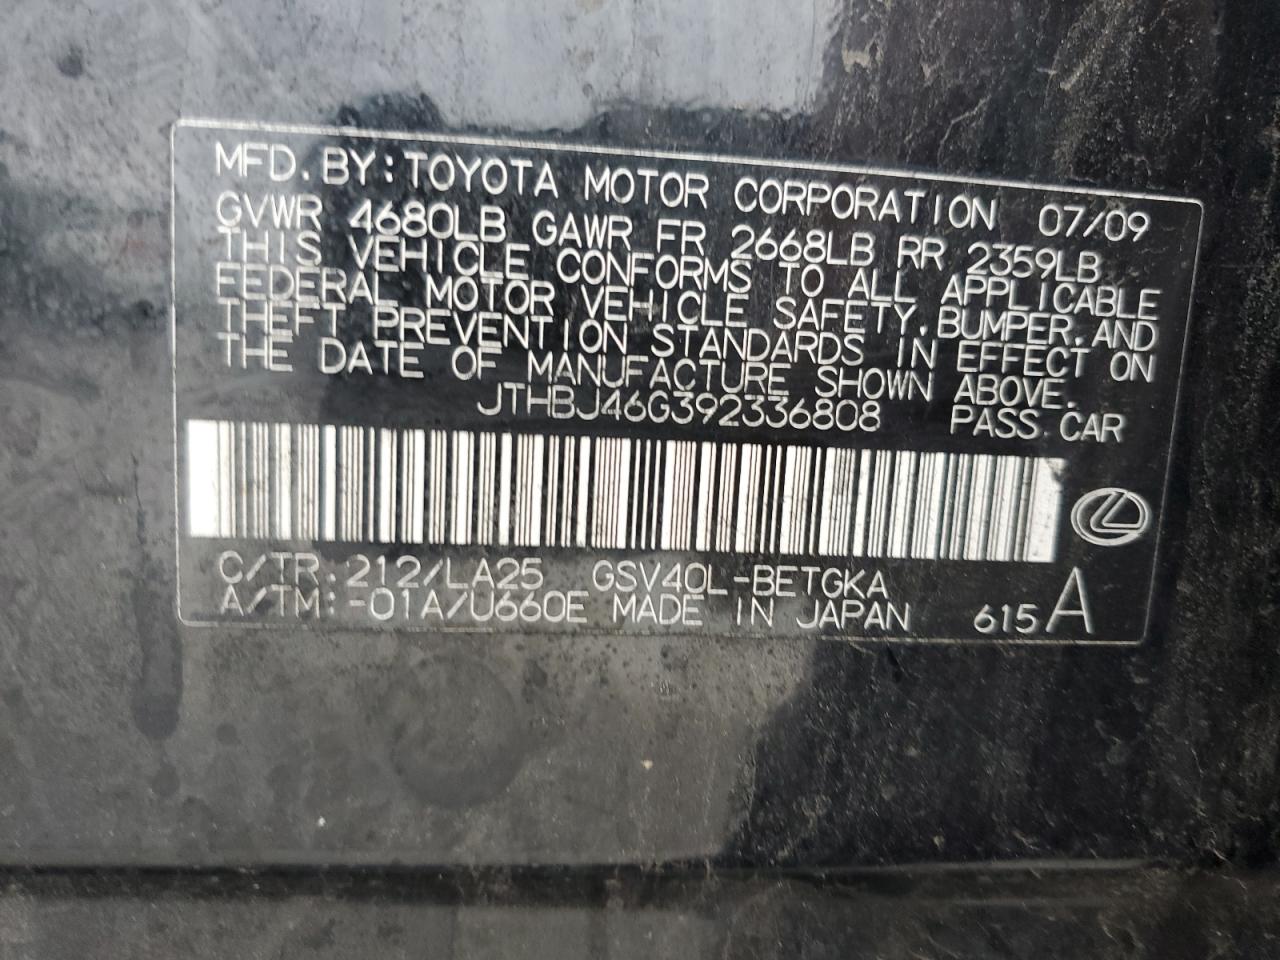 MFD. BY: TOYOTA MOTOR CORPORATION 07/09
GVWR 4680LB GAWR FR 2668LB RR 2359LB
THIS VEHICLE CONFORMS TO ALL APPLICABLE
FEDERAL MOTOR VEHICLE SAFETY, BUMPER, AND
THEFT PREVENTION STANDARDS IN EFFECT ON
THE DATE OF MANUFACTURE SHOWN ABOVE.
JTHBJ46G392336808 PASS. CAR
C/TR: 212/LA25 GSV40L-BETGKA
A/TM: -01A/U660E MADE IN JAPAN 615 A